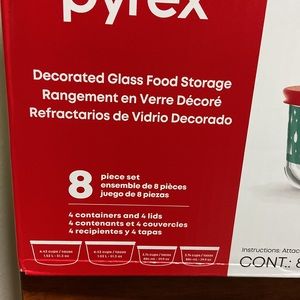 pyrex
Decorated Glass Food Storage
Rangement en Verre Décoré
Refractarios de Vidrio Decorado
8
piece set
ensemble de 8 pièces
juego de 8 piezas
4 containers and 4 lids
4 contenants et 4 couvercles
4 recipientes y 4 tapas
Instructions: Attac
CONT.: 8